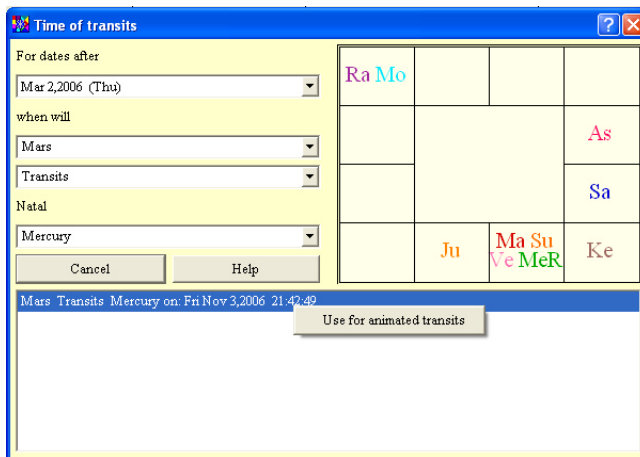 Time of transits
For dates after
Mar 2,2006 (Thu)
when will
Mars
Transits
Natal
Mercury
Cancel
Help
Ra Mo
As
Sa
Ju
Ma Su
Ve MeR
Ke
Mars Transits Mercury on: Fri Nov 3,2006 21:42:49
Use for animated transits